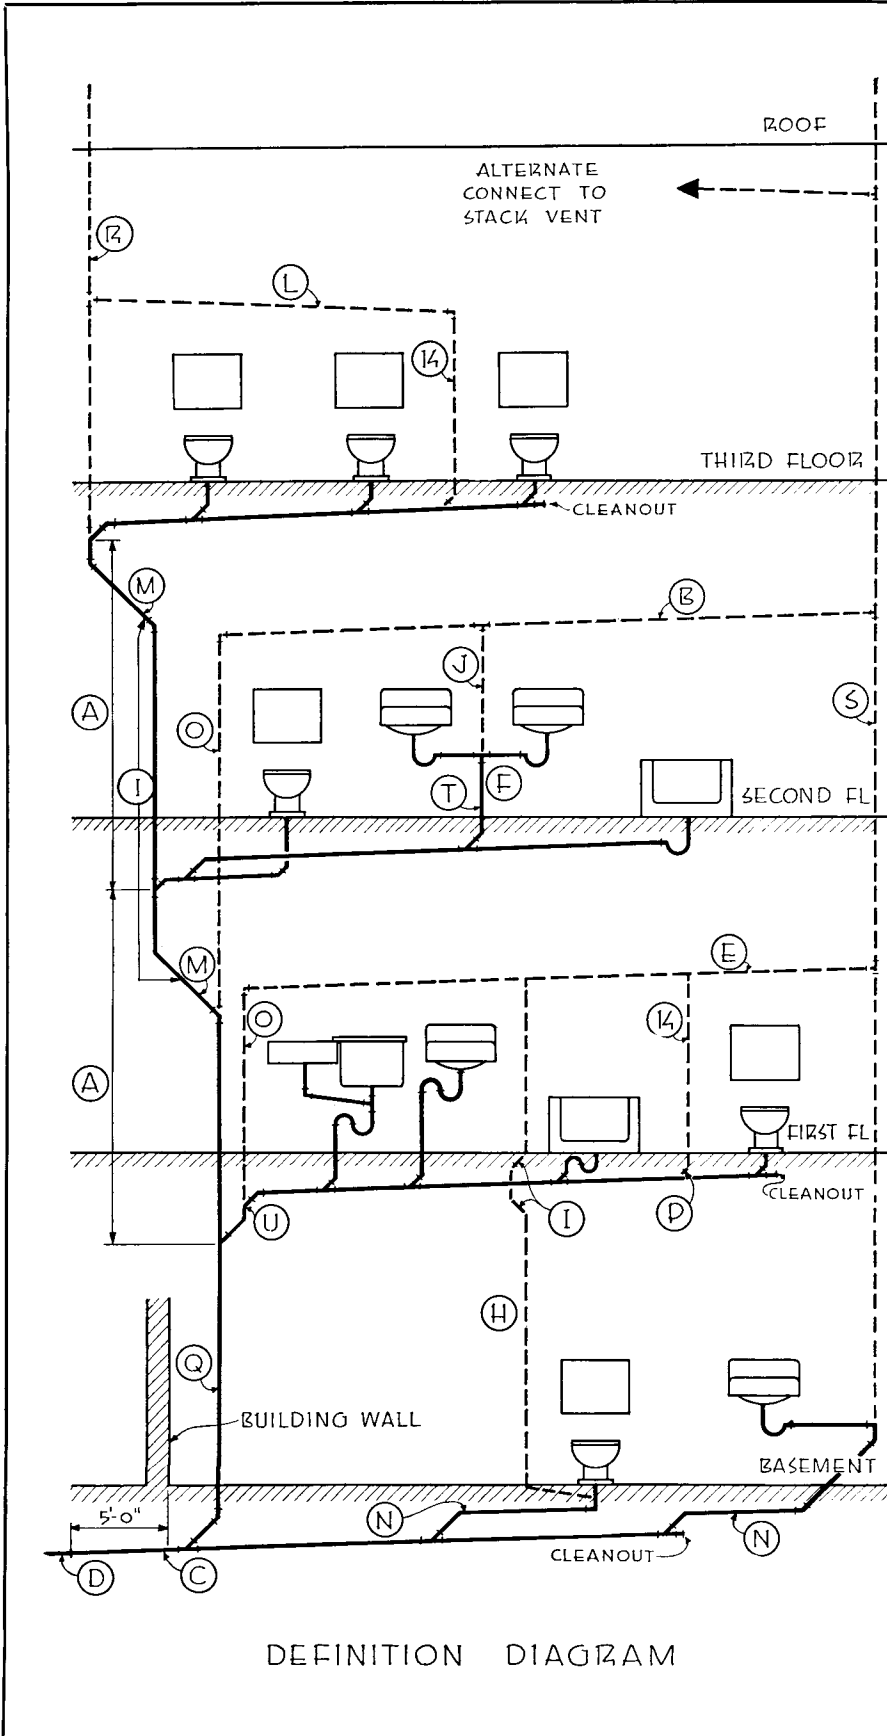 ROOF
ALTERNATE
CONNECT TO
STACK VENT
R
L
14
THIRD FLOOR
CLEANOUT
M
B
J
A
O
S
I
T
F
SECOND FL
M
E
O
14
A
FIRST FL
CLEANOUT
U
I
P
H
Q
BUILDING WALL
BASEMENT
5'-0"
N
N
CLEANOUT
D
C
DEFINITION DIAGRAM